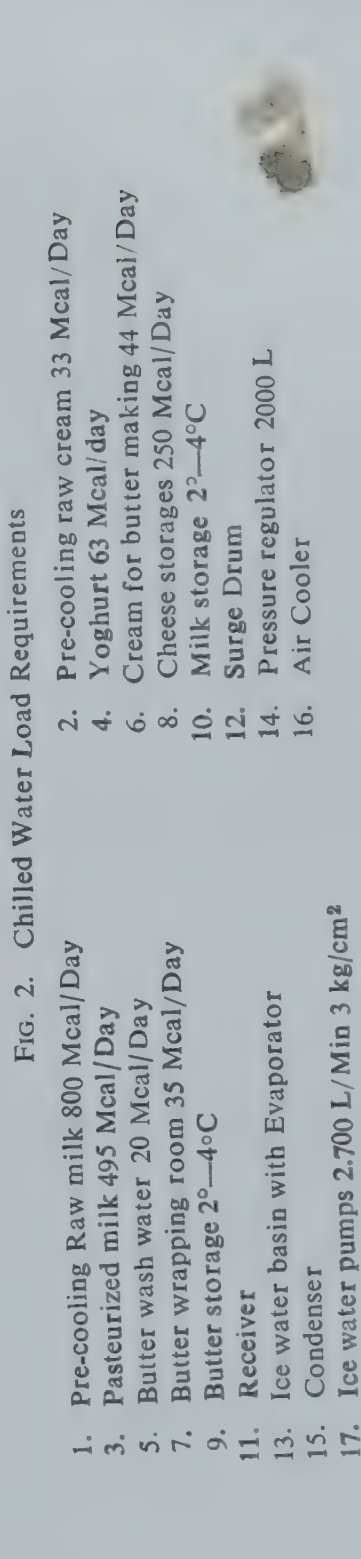 FIG. 2. Chilled Water Load Requirements
1. Pre-cooling Raw milk 800 Mcal/Day
2. Pre-cooling raw cream 33 Mcal/Day
3. Pasteurized milk 495 Mcal/Day
4. Yoghurt 63 Mcal/day
5. Butter wash water 20 Mcal/Day
6. Cream for butter making 44 Mcal/Day
7. Butter wrapping room 35 Mcal/Day
8. Cheese storages 250 Mcal/Day
9. Butter storage 2°—4°C
10. Milk storage 2°—4°C
11. Receiver
12. Surge Drum
13. Ice water basin with Evaporator
14. Pressure regulator 2000 L
15. Condenser
16. Air Cooler
17. Ice water pumps 2.700 L/Min 3 kg/cm²